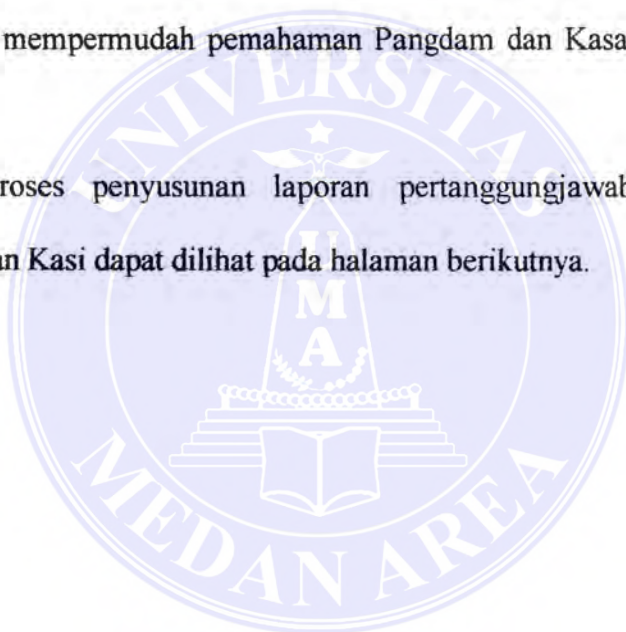 mempermudah pemahaman Pangdam dan Kasa
roses penyusunan laporan pertanggungjawab
an Kasi dapat dilihat pada halaman berikutnya.
UNIVERSITAS
U
M
A
MEDAN AREA